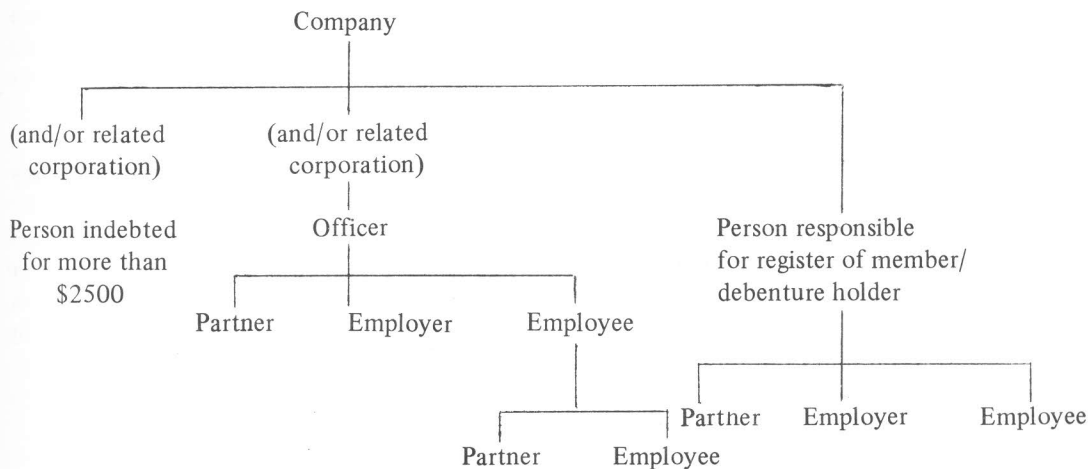 Company
(and/or related
corporation)
(and/or related
corporation)
Person indebted
for more than
$2500
Officer
Person responsible
for register of member/
debenture holder
Partner
Employer
Employee
Partner
Employer
Employee
Partner
Employee